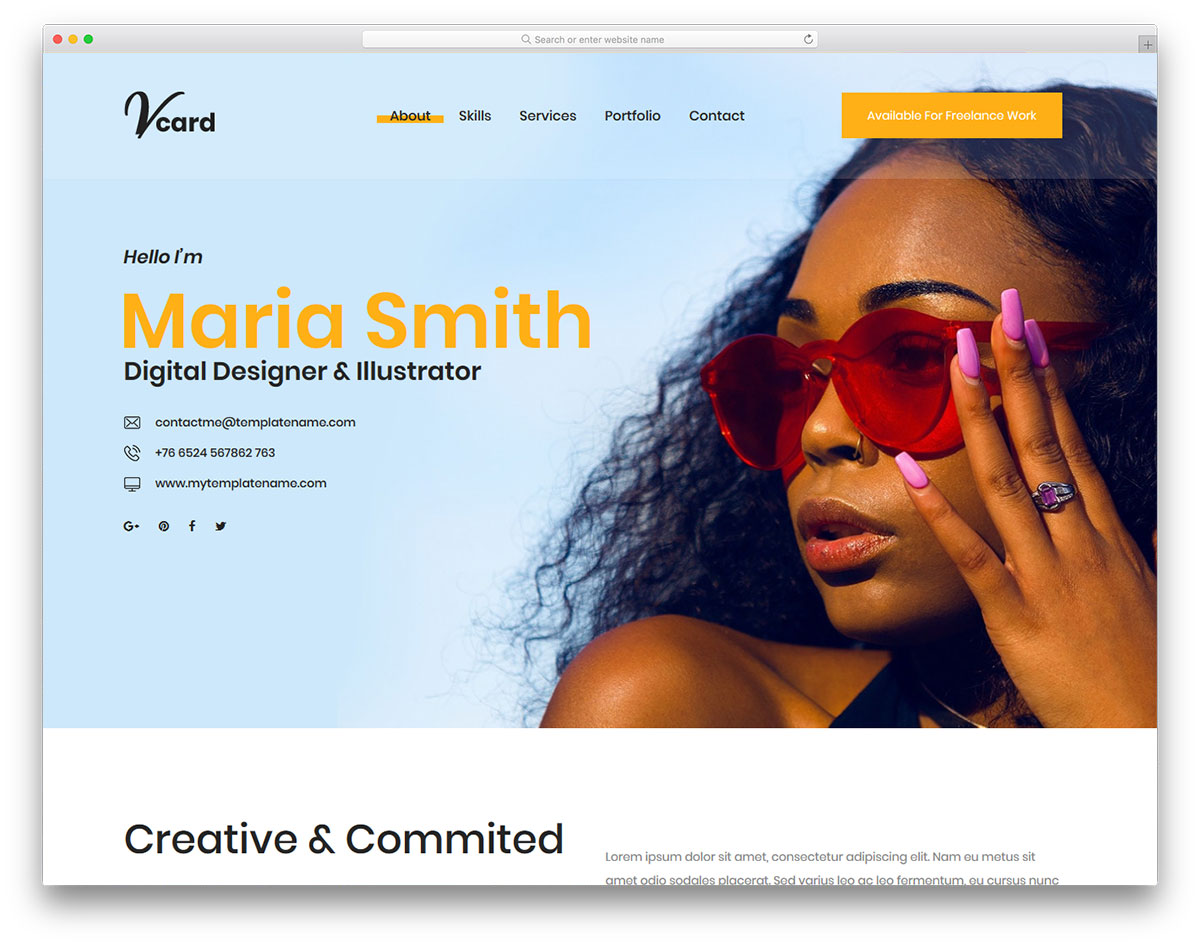 Search or enter website name
Vcard
About Skills Services Portfolio Contact
Available For Freelance Work
Hello I'm
Maria Smith
Digital Designer & Illustrator
contactme@templatename.com
+76 6524 567862 763
www.mytemplatename.com
Creative & Commited
Lorem ipsum dolor sit amet, consectetur adipiscing elit. Nam eu metus sit
amet odio sodales placerat. Sed varius leo ac leo fermentum, eu cursus nunc